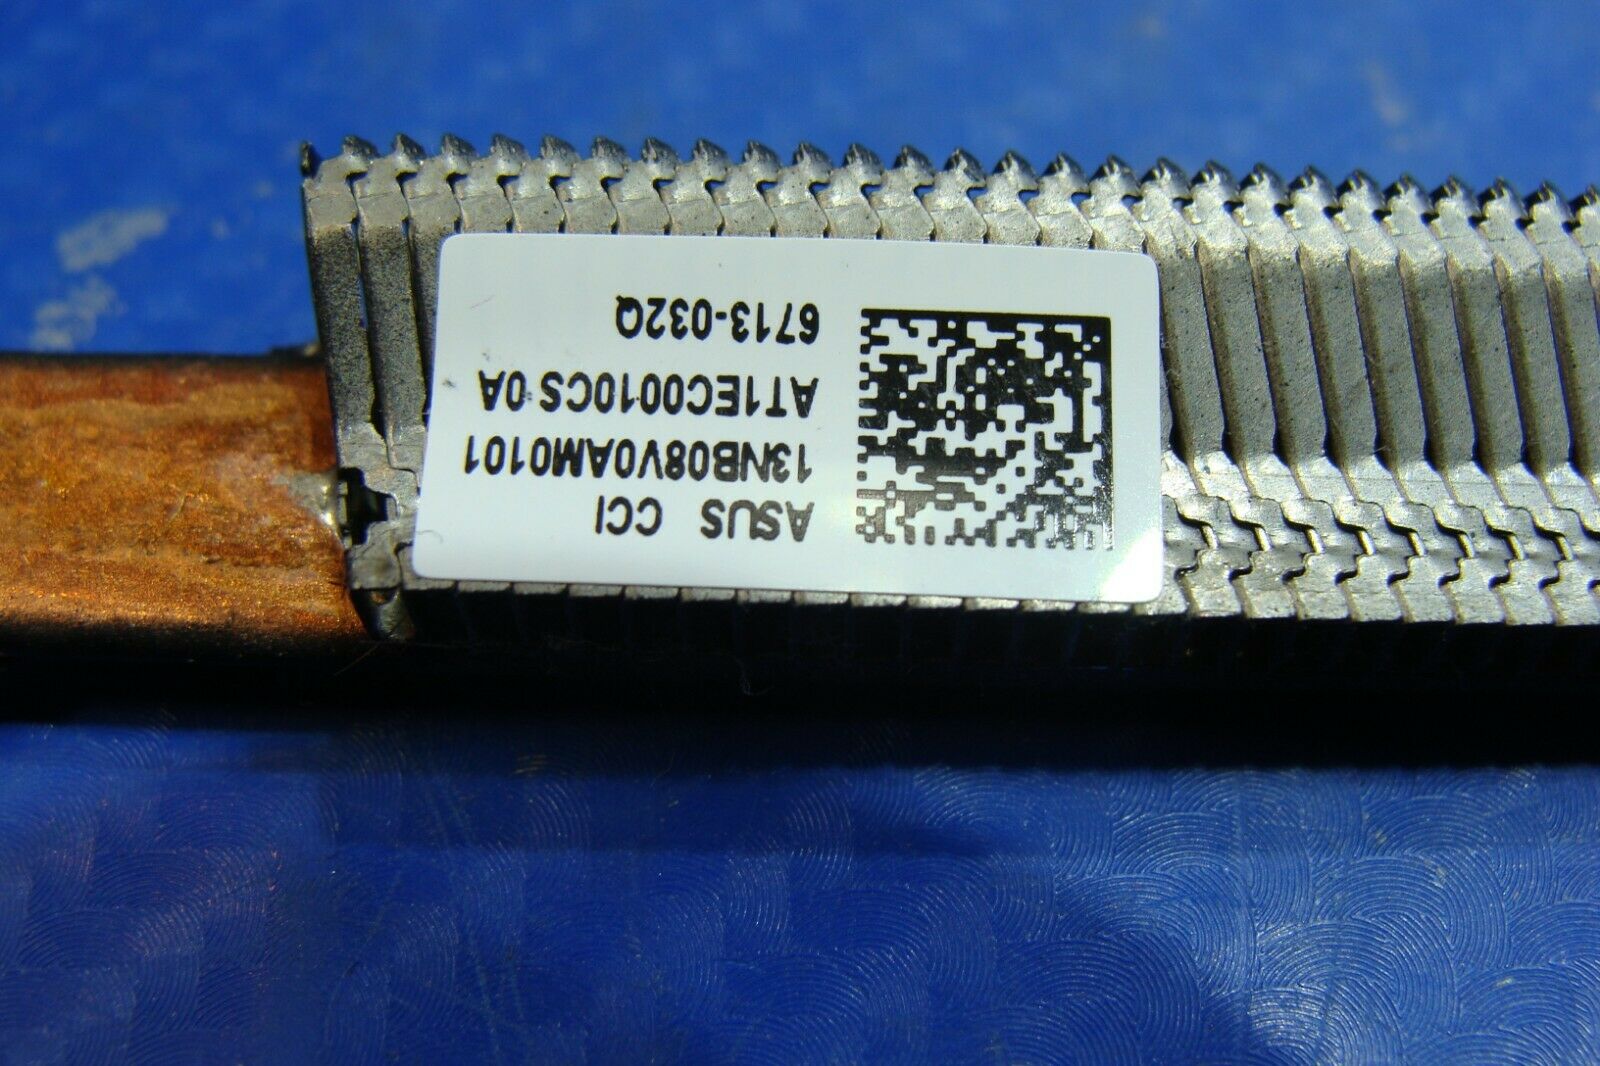 ASUS CCI
13NB08V0AM0101
AT1EC0010CS 0A
6713-032Q